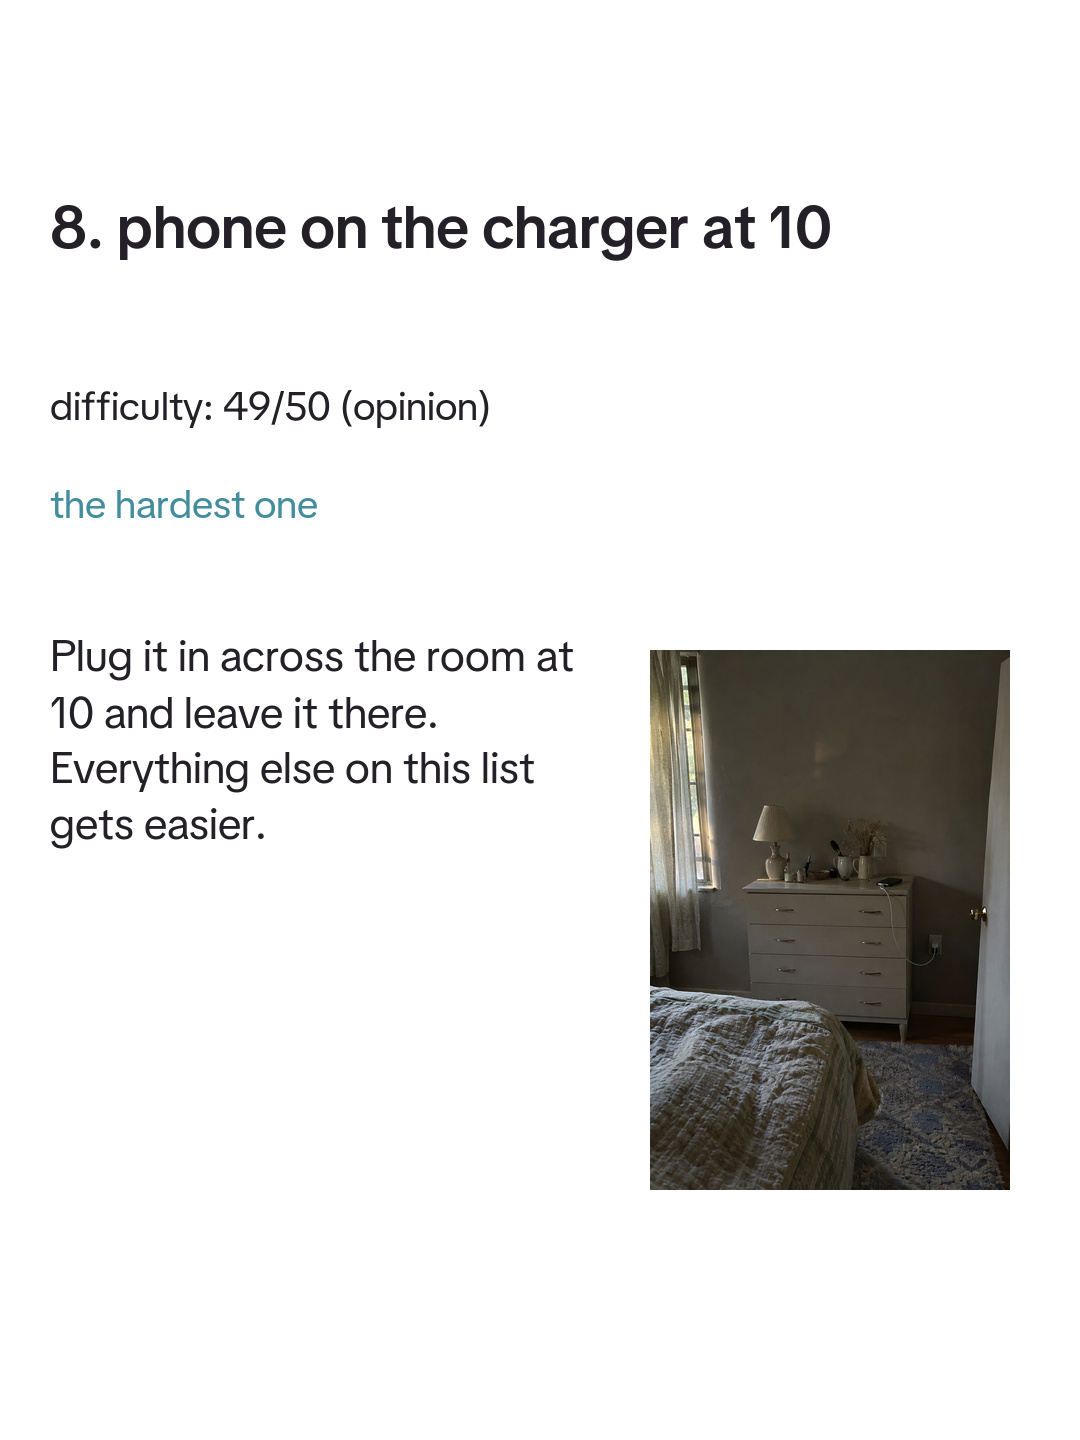 8. phone on the charger at 10
difficulty: 49/50 (opinion)
the hardest one
Plug it in across the room at
10 and leave it there.
Everything else on this list
gets easier.